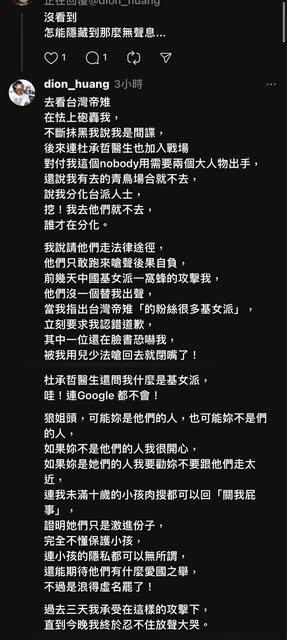 正在回覆@dion_huang
沒看到
怎能隱藏到那麼無聲息...
1
1
dion_huang 3小時
去看台灣帝雉
在怯上砲轟我，
不斷抹黑我說我是間諜，
後來連杜承哲醫生也加入戰場
對付我這個nobody用需要兩個大人物出手，
還說我有去的青鳥場合就不去，
說我分化台派人士，
挖！我去他們就不去，
誰才在分化。
我說請他們走法律途徑，
他們只敢跑來嗆聲後果自負，
前幾天中國基女派一窩蜂的攻擊我，
他們沒一個替我出聲，
當我指出台灣帝雉「的粉絲很多基女派」，
立刻要求我認錯道歉，
其中一位還在臉書恐嚇我，
被我用兒少法嗆回去就閉嘴了！
杜承哲醫生還問我什麼是基女派，
哇！連Google 都不會！
狼姐頭，可能妳是他們的人，也可能妳不是們
的人，
如果妳不是他們的人我很開心，
如果妳是她們的人我要勸妳不要跟他們走太
近，
連我未滿十歲的小孩肉搜都可以回「關我屁
事」，
證明她們只是激進份子，
完全不懂保護小孩，
連小孩的隱私都可以無所謂，
還能期待他們有什麼愛國之舉，
不過是浪得虛名罷了！
過去三天我承受在這樣的攻擊下，
直到今晚我終於忍不住放聲大哭。